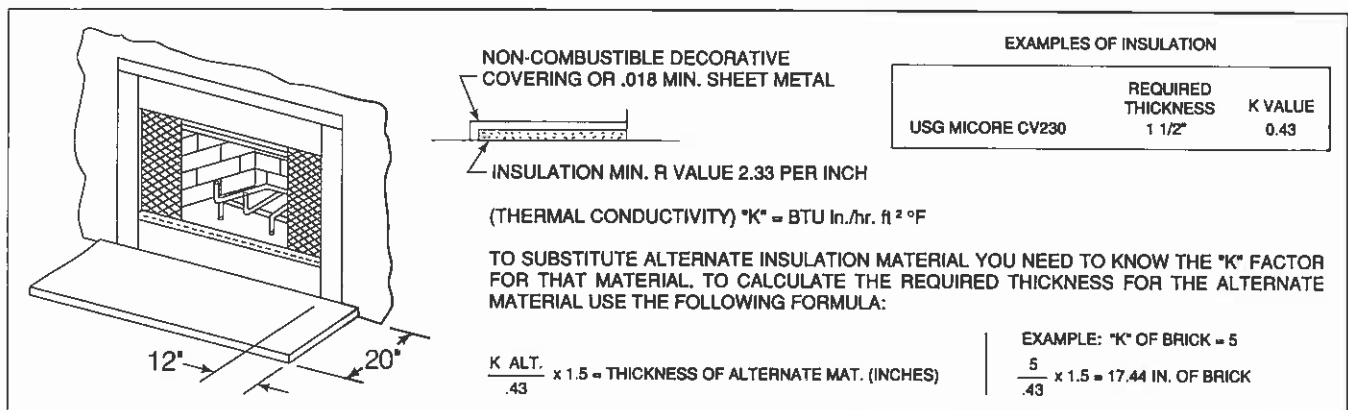 12"
20"
NON-COMBUSTIBLE DECORATIVE
COVERING OR .018 MIN. SHEET METAL
INSULATION MIN. R VALUE 2.33 PER INCH
EXAMPLES OF INSULATION
REQUIRED
THICKNESS K VALUE
USG MICORE CV230 1 1/2" 0.43
(THERMAL CONDUCTIVITY) "K" = BTU In./hr. ft ² °F
TO SUBSTITUTE ALTERNATE INSULATION MATERIAL YOU NEED TO KNOW THE "K" FACTOR
FOR THAT MATERIAL. TO CALCULATE THE REQUIRED THICKNESS FOR THE ALTERNATE
MATERIAL USE THE FOLLOWING FORMULA:
K ALT.
.43 x 1.5 = THICKNESS OF ALTERNATE MAT. (INCHES)
EXAMPLE: "K" OF BRICK = 5
5
.43 x 1.5 = 17.44 IN. OF BRICK